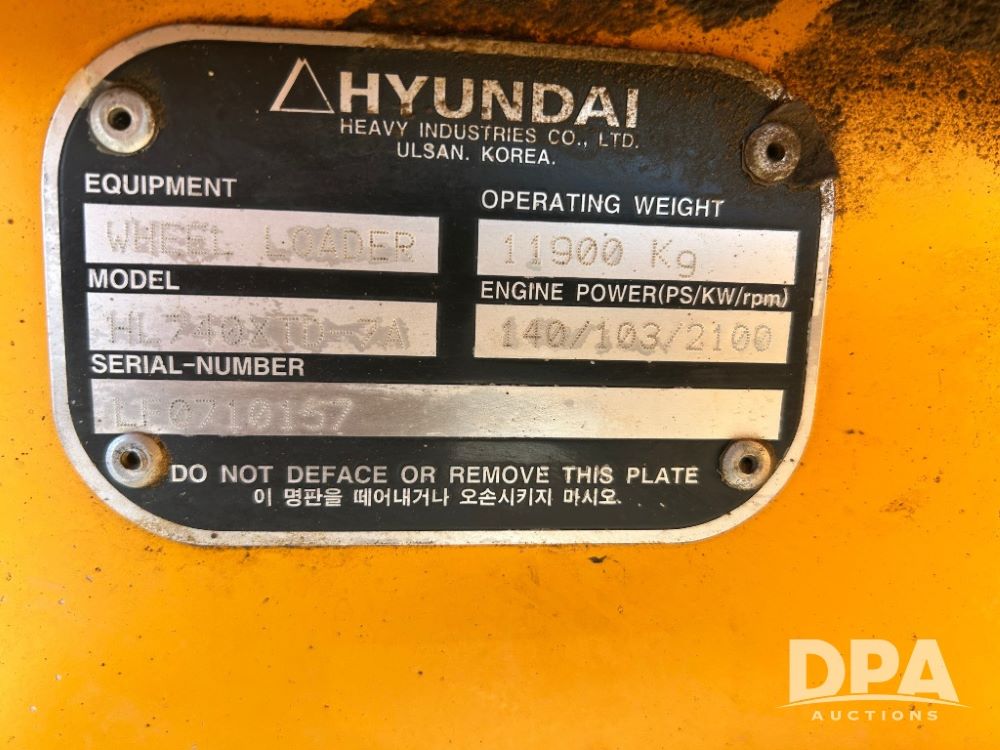 HYUNDAI
HEAVY INDUSTRIES CO., LTD.
ULSAN. KOREA.
EQUIPMENT
WHEEL LOADER
OPERATING WEIGHT
11900 Kg
MODEL
HL740XTD-7A
ENGINE POWER(PS/KW/rpm)
140/103/2100
SERIAL-NUMBER
LF0710157
DO NOT DEFACE OR REMOVE THIS PLATE
이 명판을 떼어내거나 오손시키지 마시오.
DPA
AUCTIONS